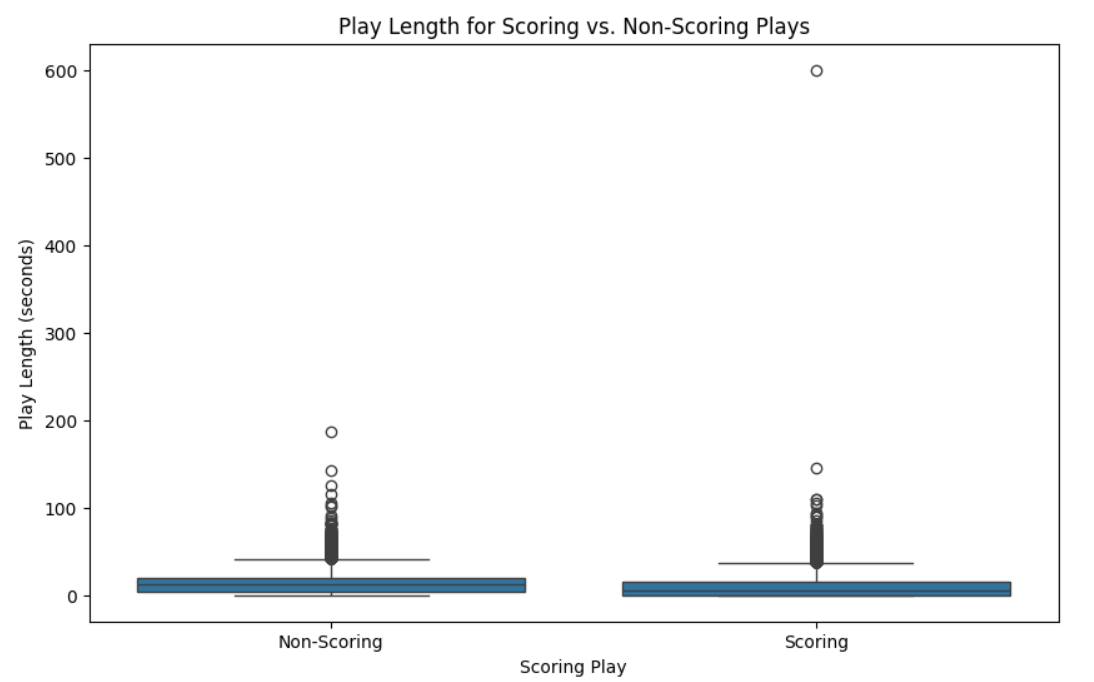 Play Length for Scoring vs. Non-Scoring Plays
600
500
400
300
200
100
0
Play Length (seconds)
Non-Scoring
Scoring
Scoring Play